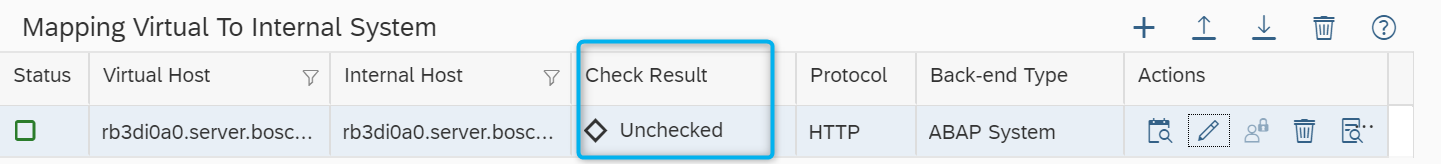 Mapping Virtual To Internal System
Status Virtual Host Internal Host Check Result Protocol Back-end Type Actions
rb3di0a0.server.bosc... rb3di0a0.server.bosc... Unchecked HTTP ABAP System